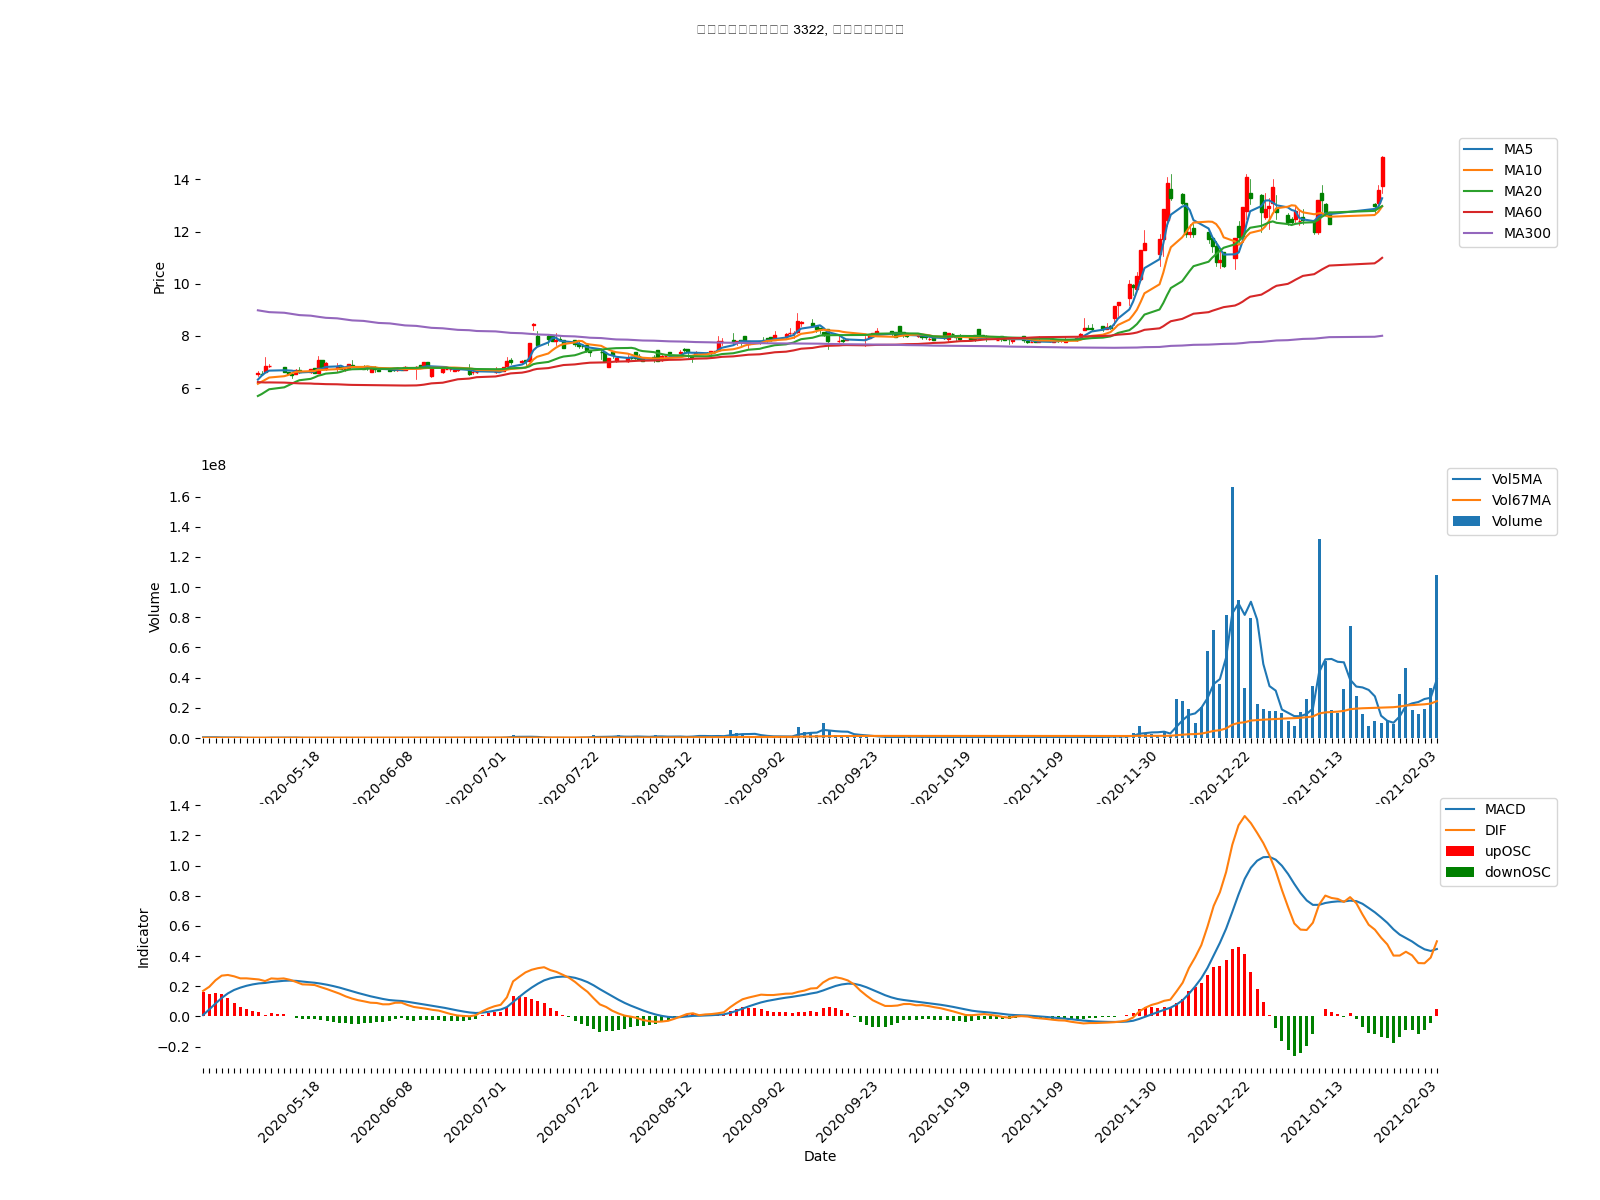 3322,
MA5
MA10
MA20
MA60
MA300
14
12
10
8
6
Price
1e8
Vol5MA
Vol67MA
Volume
1.6
1.4
1.2
1.0
0.8
0.6
0.4
0.2
0.0
Volume
2020-05-18
2020-06-08
2020-07-01
2020-07-22
2020-08-12
2020-09-02
2020-09-23
2020-10-19
2020-11-09
2020-11-30
2020-12-22
2021-01-13
2021-02-03
MACD
DIF
upOSC
downOSC
1.4
1.2
1.0
0.8
0.6
0.4
0.2
0.0
−0.2
Indicator
2020-05-18
2020-06-08
2020-07-01
2020-07-22
2020-08-12
2020-09-02
2020-09-23
2020-10-19
2020-11-09
2020-11-30
2020-12-22
2021-01-13
2021-02-03
Date